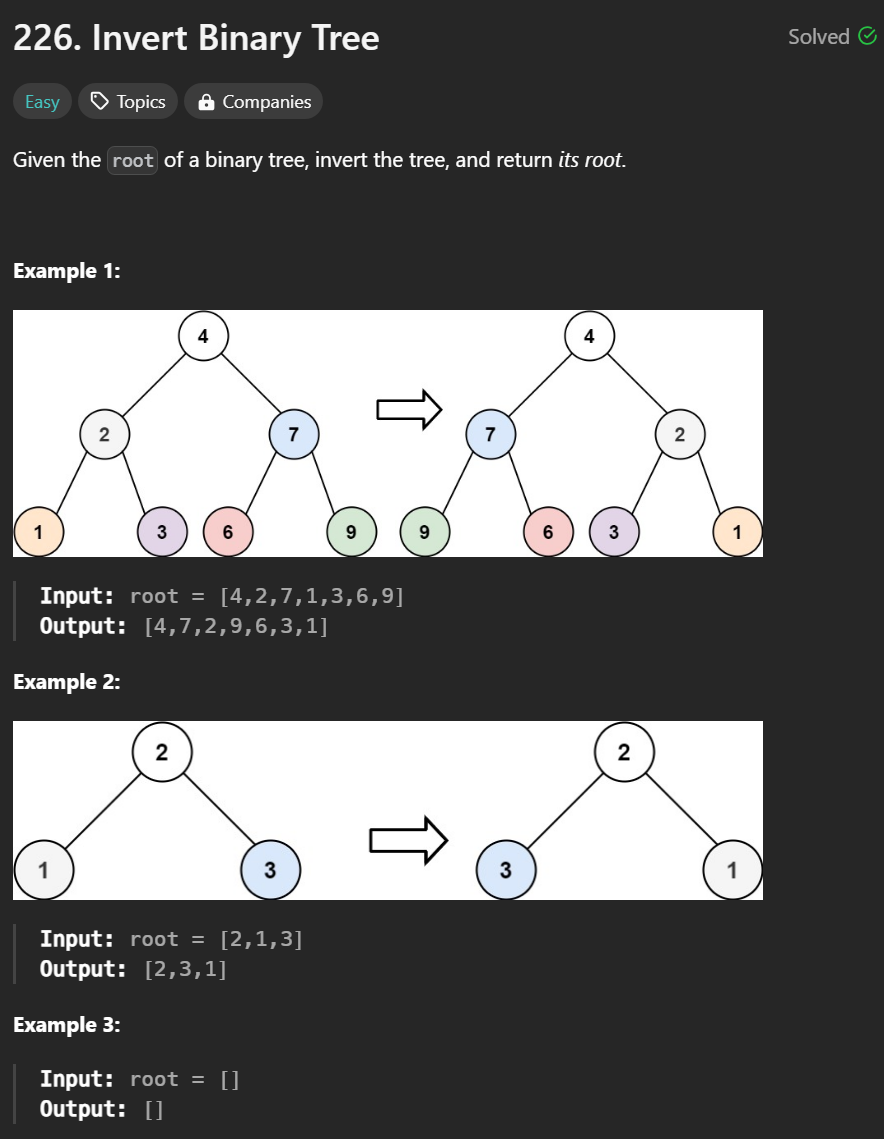 226. Invert Binary Tree
Solved
Easy Topics Companies
Given the root of a binary tree, invert the tree, and return its root.
Example 1:
4 4
2 7 7 2
1 3 6 9 9 6 3 1
Input: root = [4,2,7,1,3,6,9]
Output: [4,7,2,9,6,3,1]
Example 2:
2 2
1 3 3 1
Input: root = [2,1,3]
Output: [2,3,1]
Example 3:
Input: root = []
Output: []